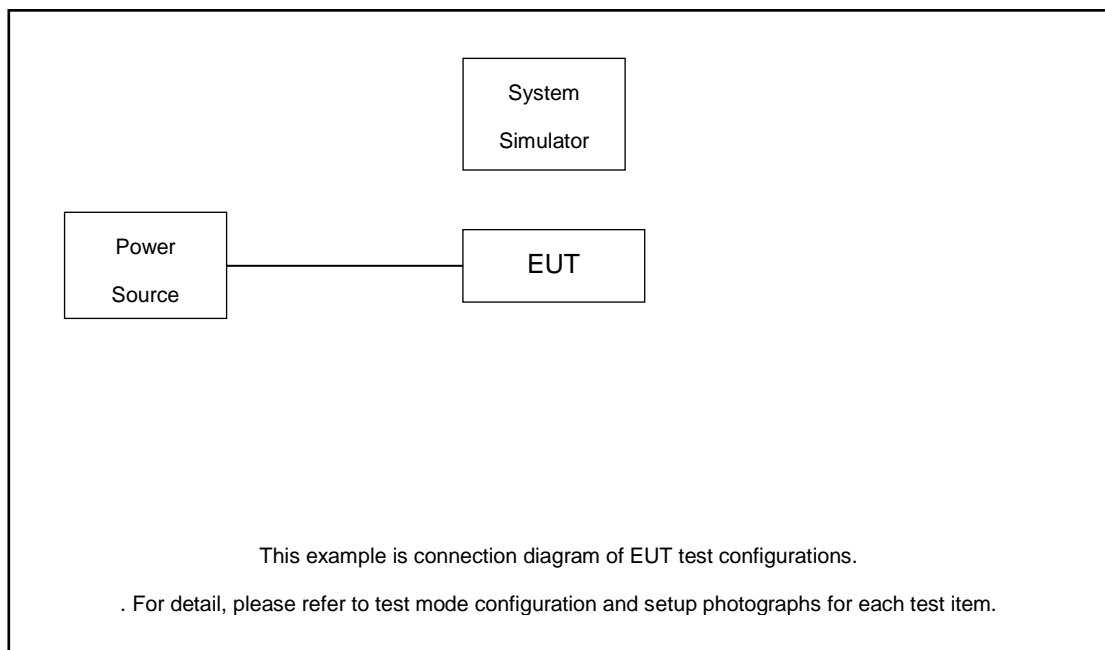 System
Simulator
Power
Source
EUT
This example is connection diagram of EUT test configurations.
. For detail, please refer to test mode configuration and setup photographs for each test item.